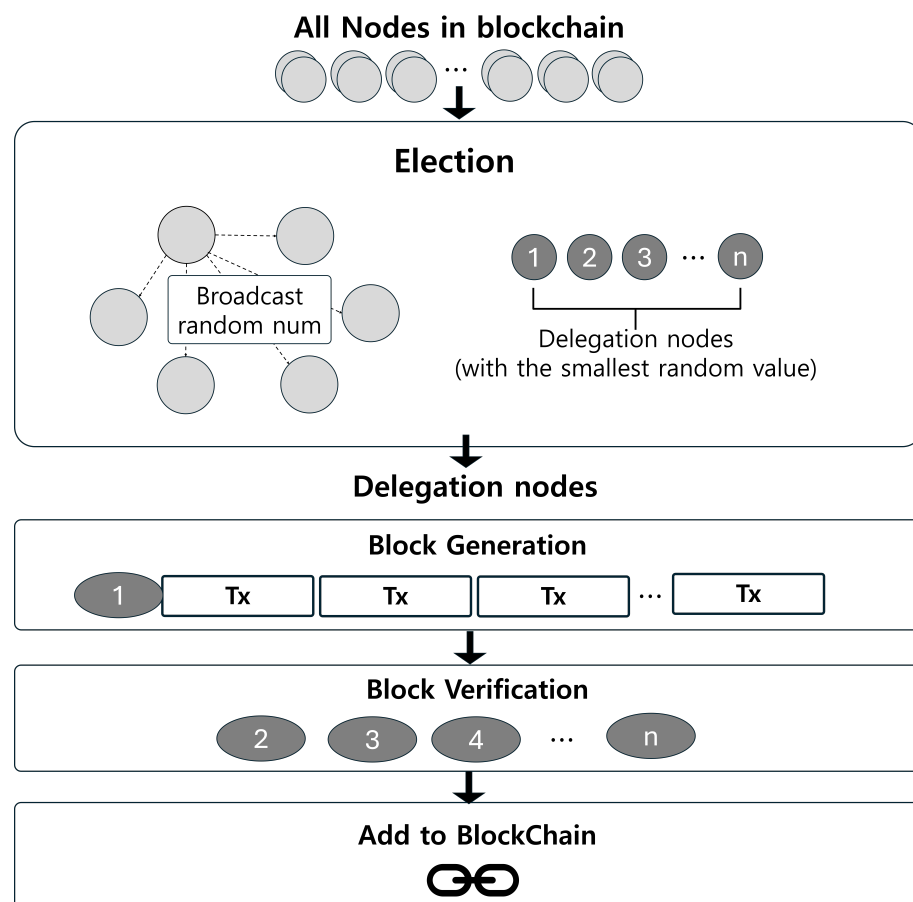 All Nodes in blockchain
...
Election
Broadcast
random num
1 2 3 ... n
Delegation nodes
(with the smallest random value)
Delegation nodes
Block Generation
1 Tx Tx Tx ... Tx
Block Verification
2 3 4 ... n
Add to BlockChain